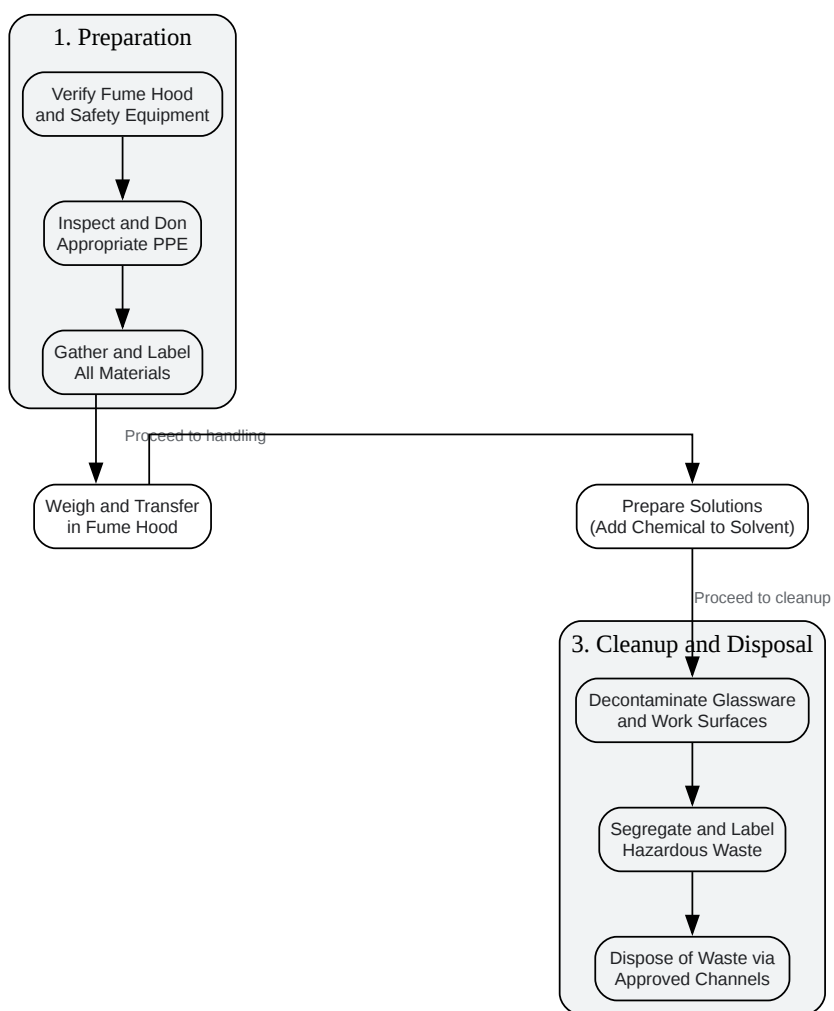 1. Preparation
Verify Fume Hood
and Safety Equipment
Inspect and Don
Appropriate PPE
Gather and Label
All Materials
Proceed to handling
Weigh and Transfer
in Fume Hood
Prepare Solutions
(Add Chemical to Solvent)
Proceed to cleanup
3. Cleanup and Disposal
Decontaminate Glassware
and Work Surfaces
Segregate and Label
Hazardous Waste
Dispose of Waste via
Approved Channels